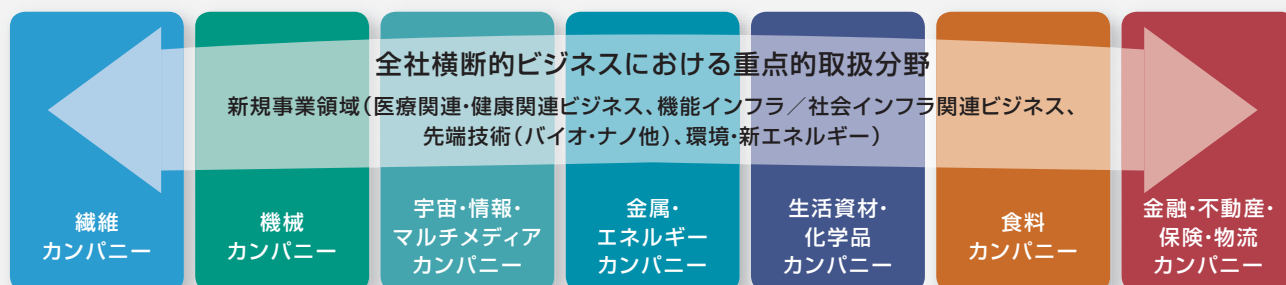 全社横断的ビジネスにおける重点的取扱分野
新規事業領域（医療関連・健康関連ビジネス、機能インフラ／社会インフラ関連ビジネス、
先端技術（バイオ・ナノ他）、環境・新エネルギー）
繊維
カンパニー
機械
カンパニー
宇宙・情報・
マルチメディア
カンパニー
金属・
エネルギー
カンパニー
生活資材・
化学品
カンパニー
食料
カンパニー
金融・不動産・
保険・物流
カンパニー